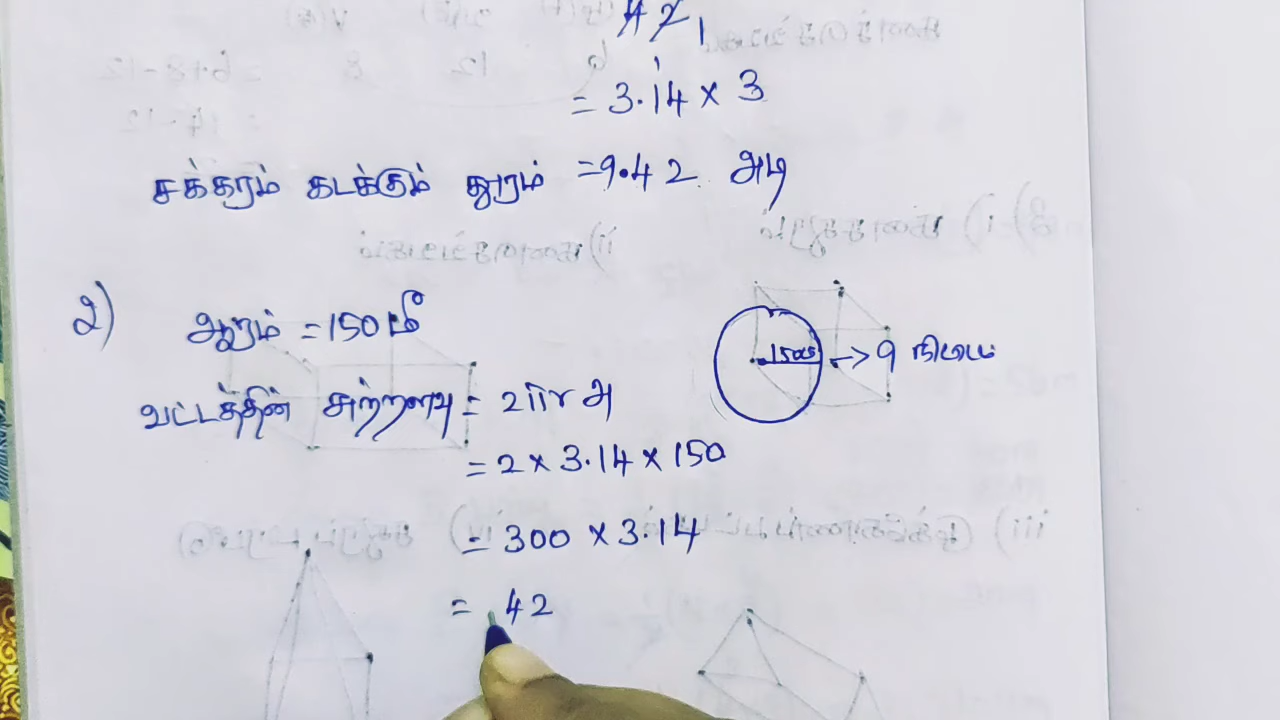 = 3.14 × 3
சக்கரம் கடக்கும் தூரம் = 9.42 அடி
2) ஆரம் = 150 மீ
150மீ → 9 நிமிடம்
வட்டத்தின் சுற்றளவு = 2πr அ
= 2 × 3.14 × 150
= 300 × 3.14
= 42